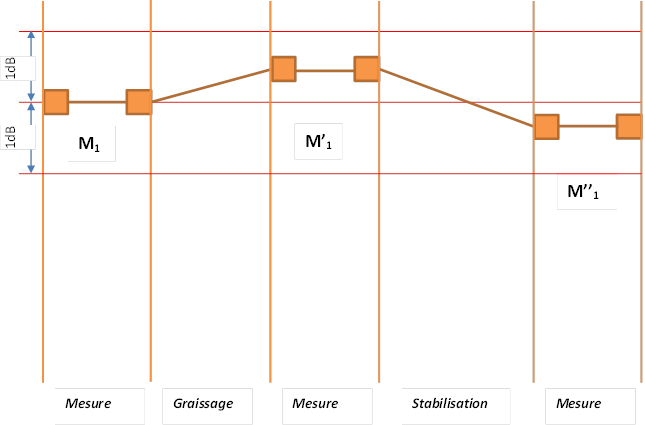 1dB
1dB
M₁
M’₁
M’’₁
Mesure
Graissage
Mesure
Stabilisation
Mesure